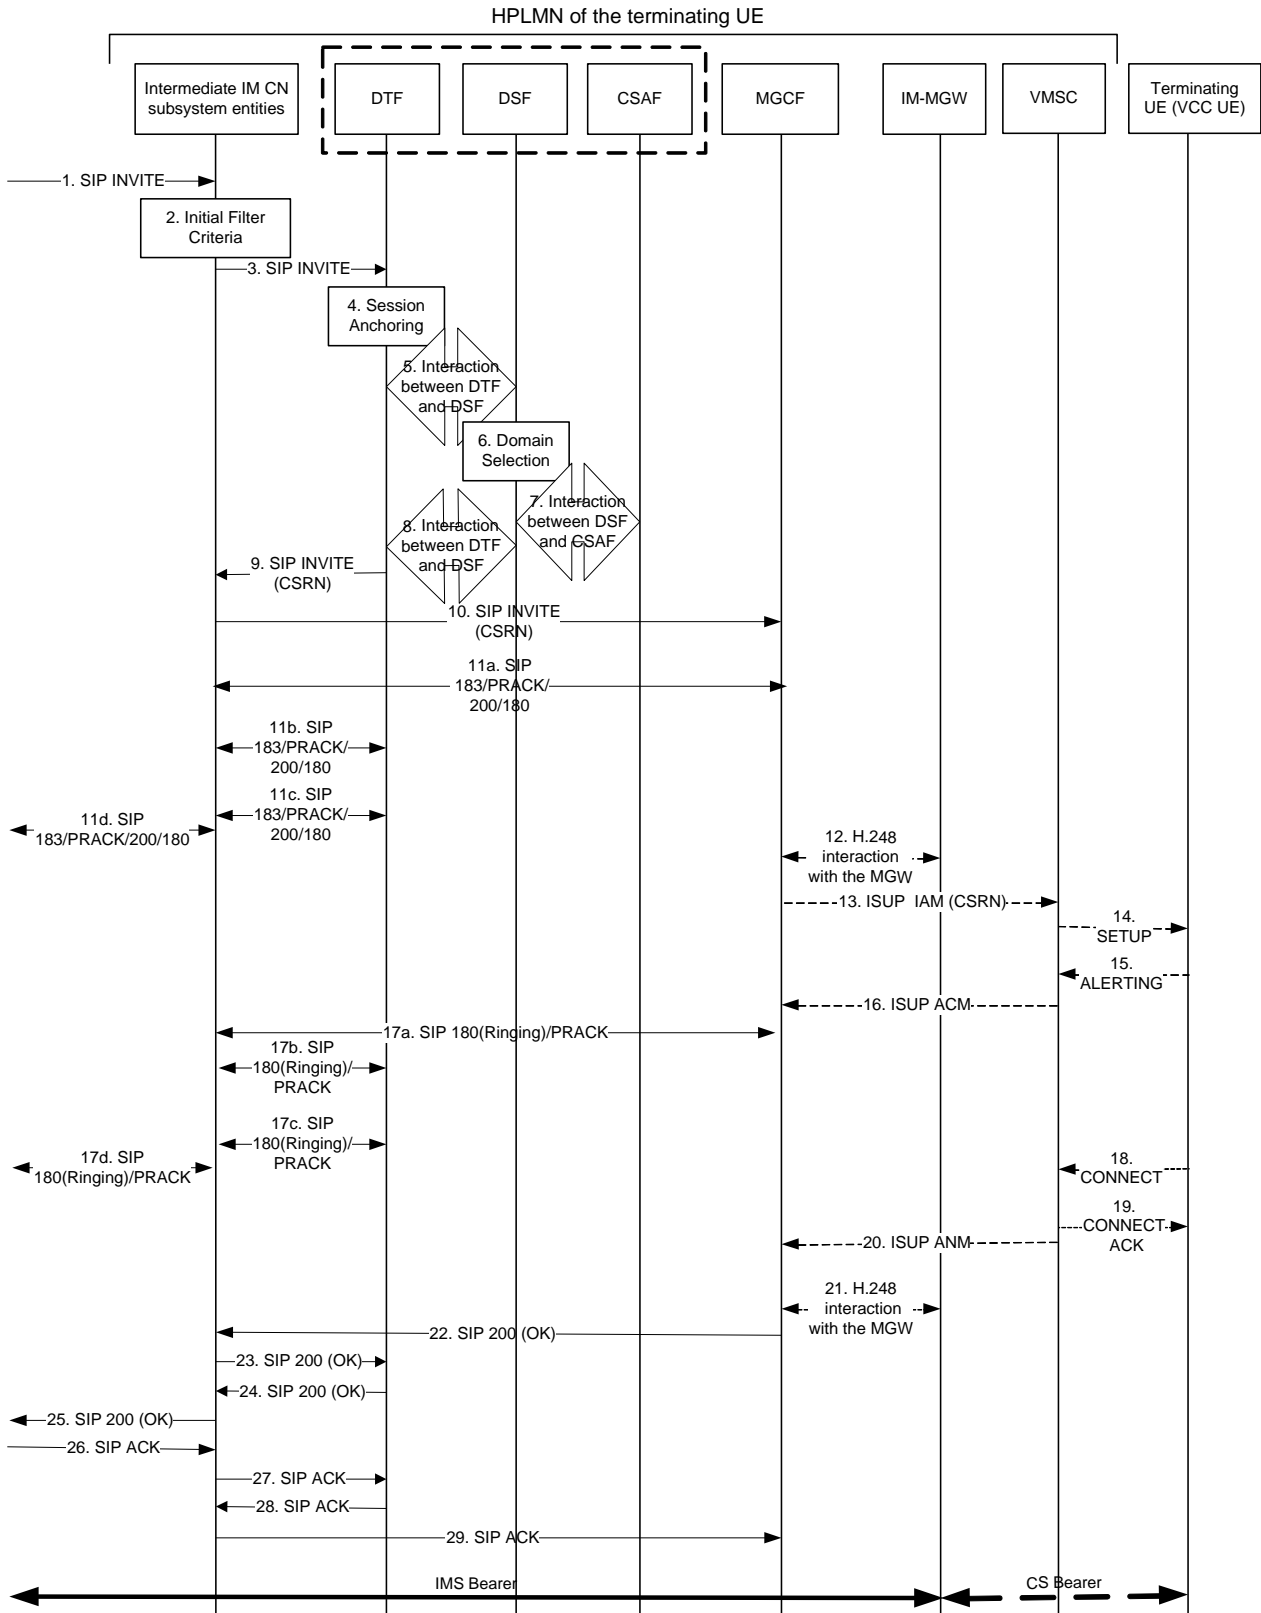 HPLMN of the terminating UE
Intermediate IM CN
subsystem entities
DTF
DSF
CSAF
MGCF
IM-MGW
VMSC
Terminating
UE (VCC UE)
1. SIP INVITE
2. Initial Filter
Criteria
3. SIP INVITE
4. Session
Anchoring
5. Interaction
between DTF
and DSF
6. Domain
Selection
7. Interaction
between DSF
and CSAF
8. Interaction
between DTF
and DSF
9. SIP INVITE
(CSRN)
10. SIP INVITE
(CSRN)
11a. SIP
183/PRACK/
200/180
11b. SIP
183/PRACK/
200/180
11c. SIP
183/PRACK/
200/180
11d. SIP
183/PRACK/200/180
12. H.248
interaction
with the MGW
13. ISUP IAM (CSRN)
14.
SETUP
15.
ALERTING
16. ISUP ACM
17a. SIP 180(Ringing)/PRACK
17b. SIP
180(Ringing)/
PRACK
17c. SIP
180(Ringing)/
PRACK
17d. SIP
180(Ringing)/PRACK
18.
CONNECT
19.
CONNECT
ACK
20. ISUP ANM
21. H.248
interaction
with the MGW
22. SIP 200 (OK)
23. SIP 200 (OK)
24. SIP 200 (OK)
25. SIP 200 (OK)
26. SIP ACK
27. SIP ACK
28. SIP ACK
29. SIP ACK
IMS Bearer
CS Bearer